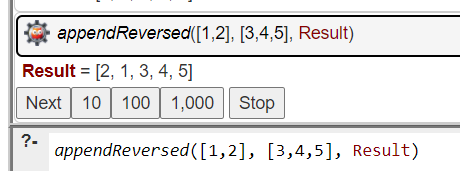 appendReversed([1,2], [3,4,5], Result)
Result = [2, 1, 3, 4, 5]
Next 10 100 1,000 Stop
?- appendReversed([1,2], [3,4,5], Result)